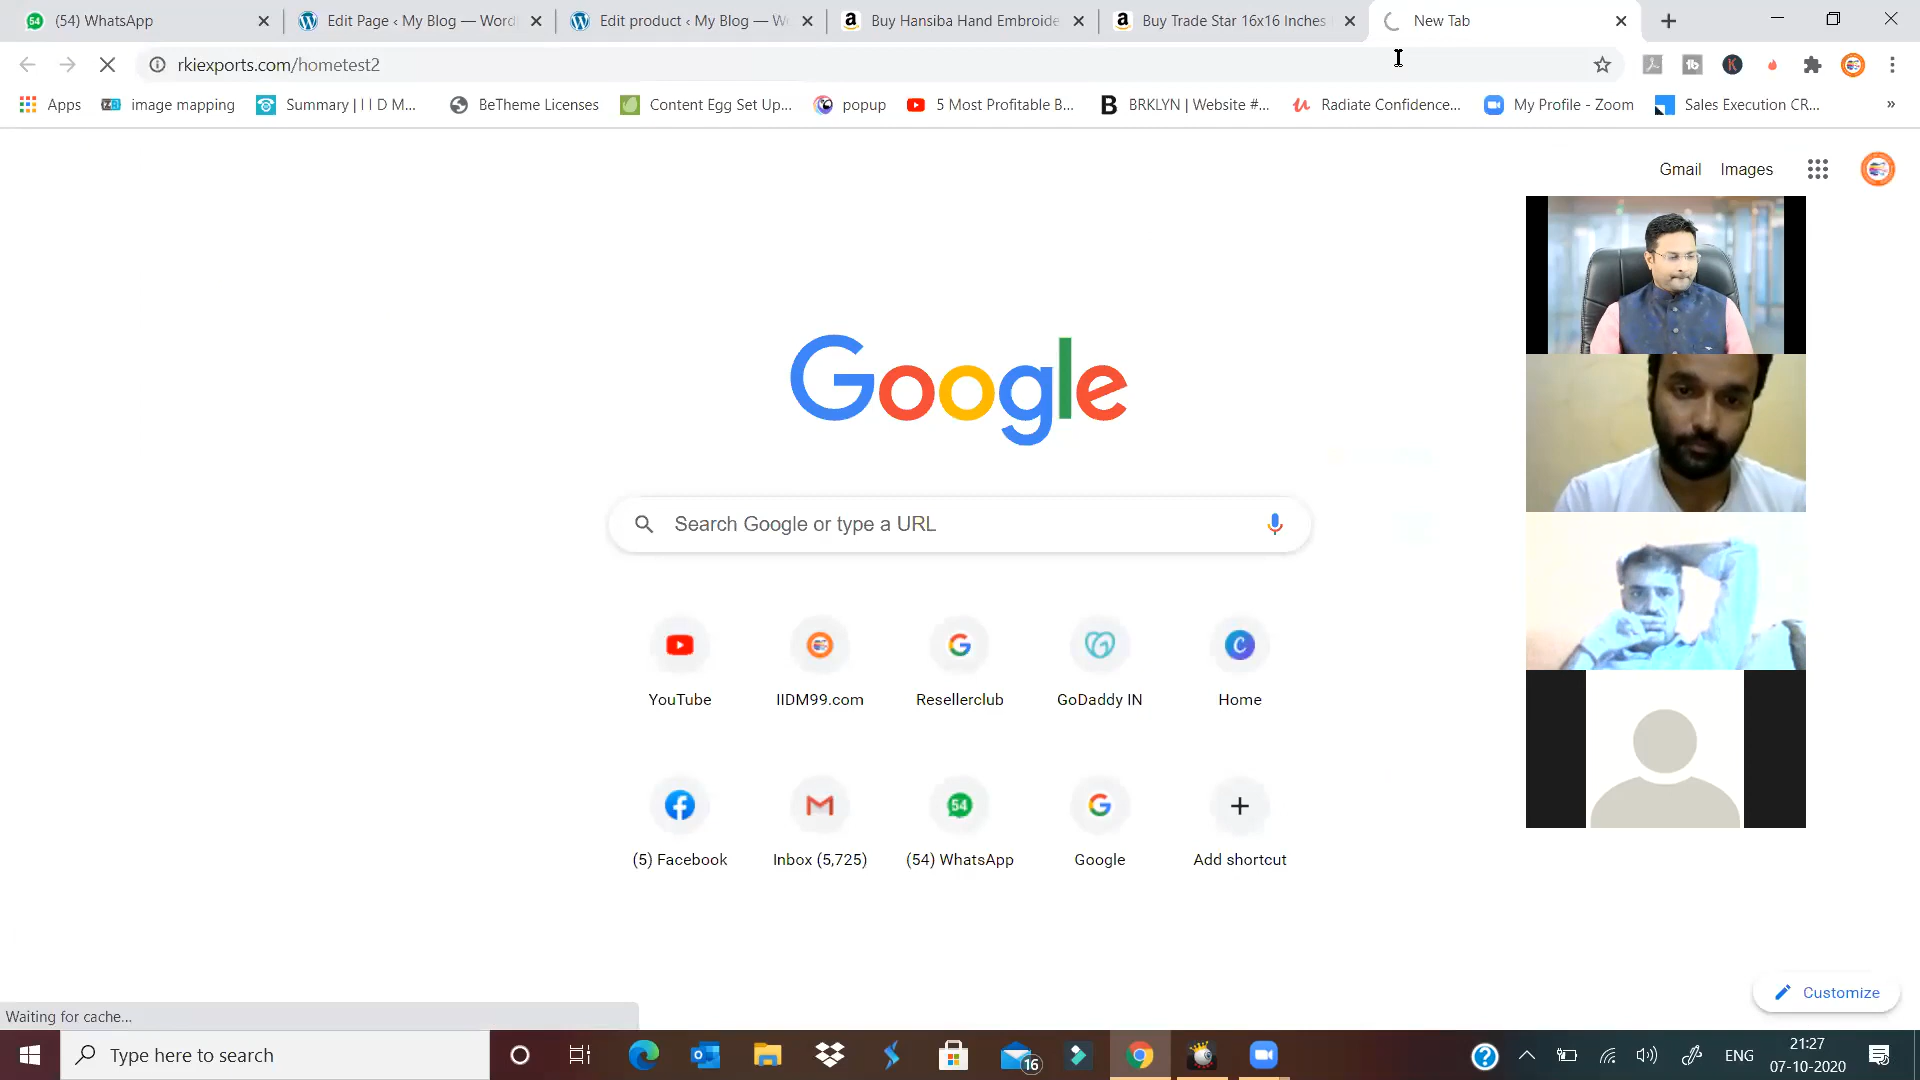 (54) WhatsApp
Edit Page ‹ My Blog — Word
Edit product ‹ My Blog — W
Buy Hansiba Hand Embroide
Buy Trade Star 16x16 Inches
New Tab
rkiexports.com/hometest2
Apps
image mapping
Summary | I I D M...
BeTheme Licenses
Content Egg Set Up...
popup
5 Most Profitable B...
BRKLYN | Website #...
Radiate Confidence...
My Profile - Zoom
Sales Execution CR...
»
Gmail
Images
Google
Search Google or type a URL
YouTube
IIDM99.com
Resellerclub
GoDaddy IN
Home
54
(5) Facebook
Inbox (5,725)
(54) WhatsApp
Google
Add shortcut
Customize
Waiting for cache...
Type here to search
16
ENG
21:27
07-10-2020